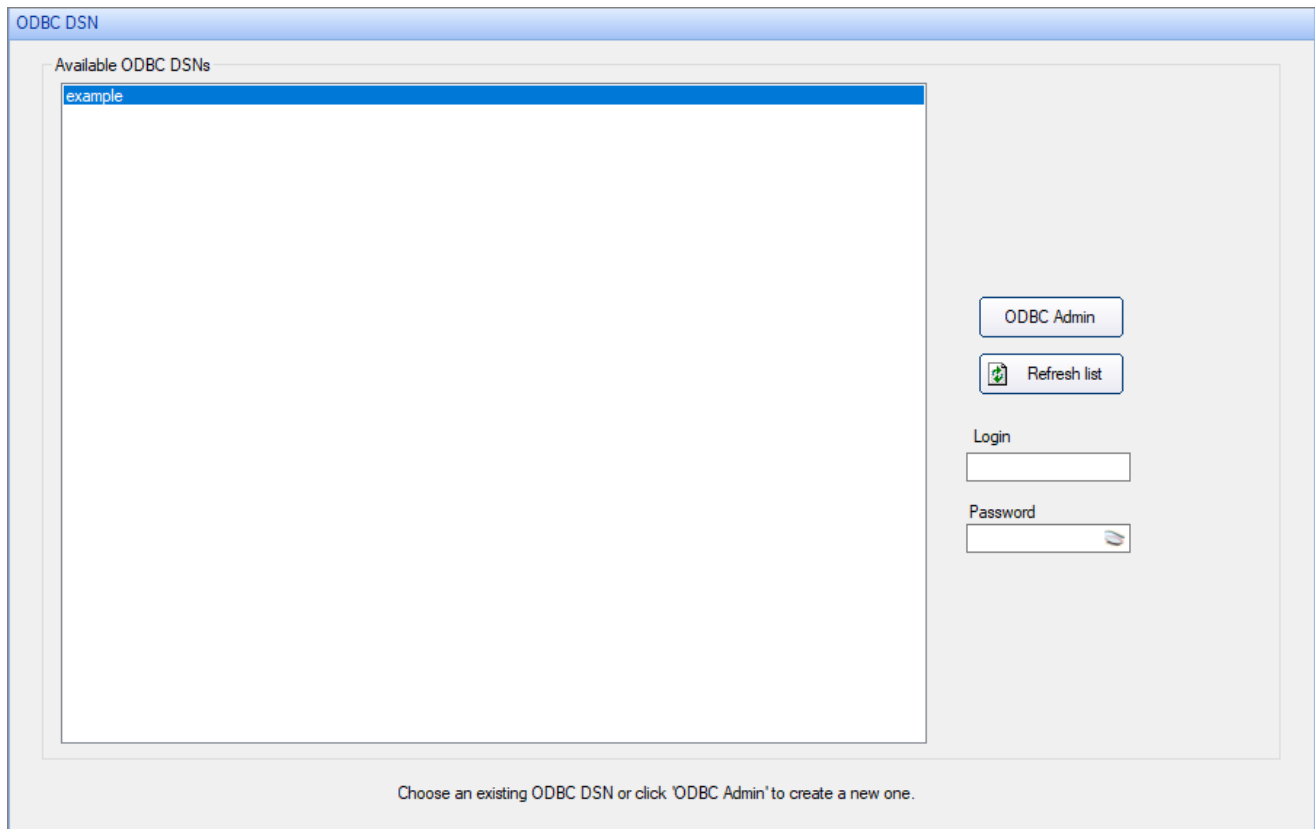 ODBC DSN
Available ODBC DSNs
example
ODBC Admin
Refresh list
Login
Password
Choose an existing ODBC DSN or click 'ODBC Admin' to create a new one.